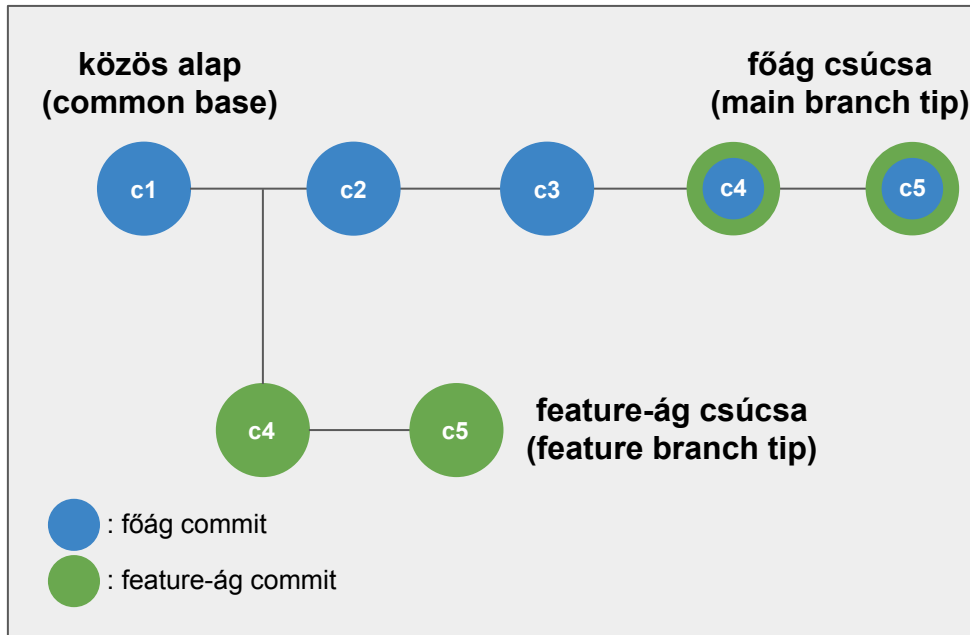 közös alap
(common base)
főág csúcsa
(main branch tip)
c1
c2
c3
c4
c5
c4
c5
feature-ág csúcsa
(feature branch tip)
: főág commit
: feature-ág commit